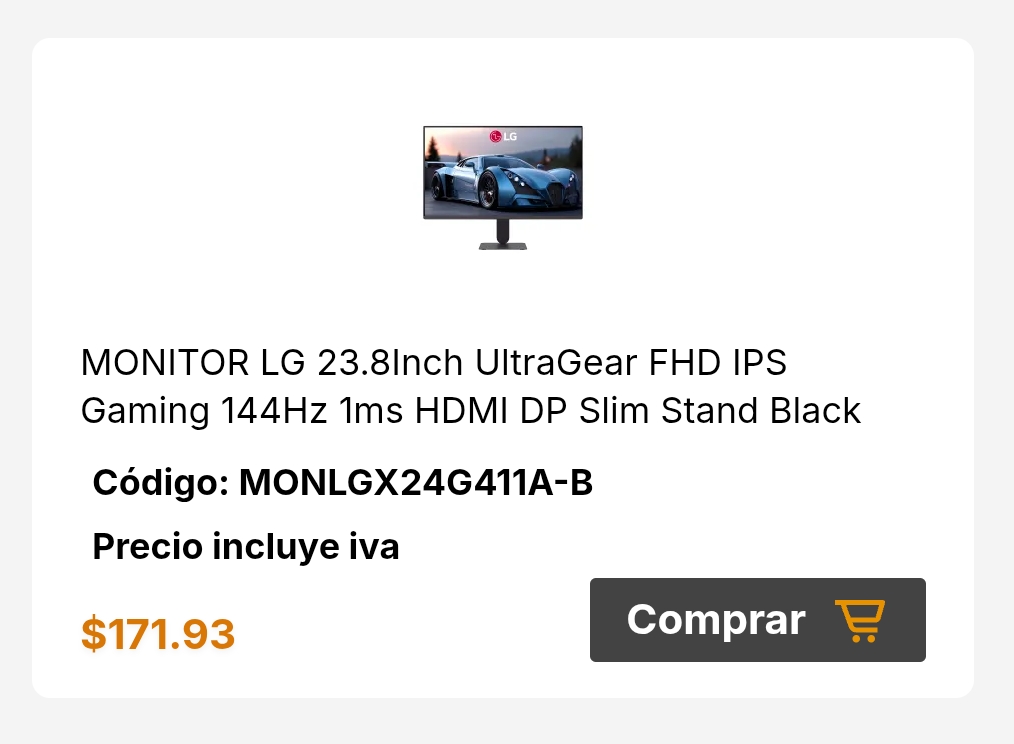 LG
MONITOR LG 23.8Inch UltraGear FHD IPS
Gaming 144Hz 1ms HDMI DP Slim Stand Black
Código: MONLGX24G411A-B
Precio incluye iva
$171.93
Comprar